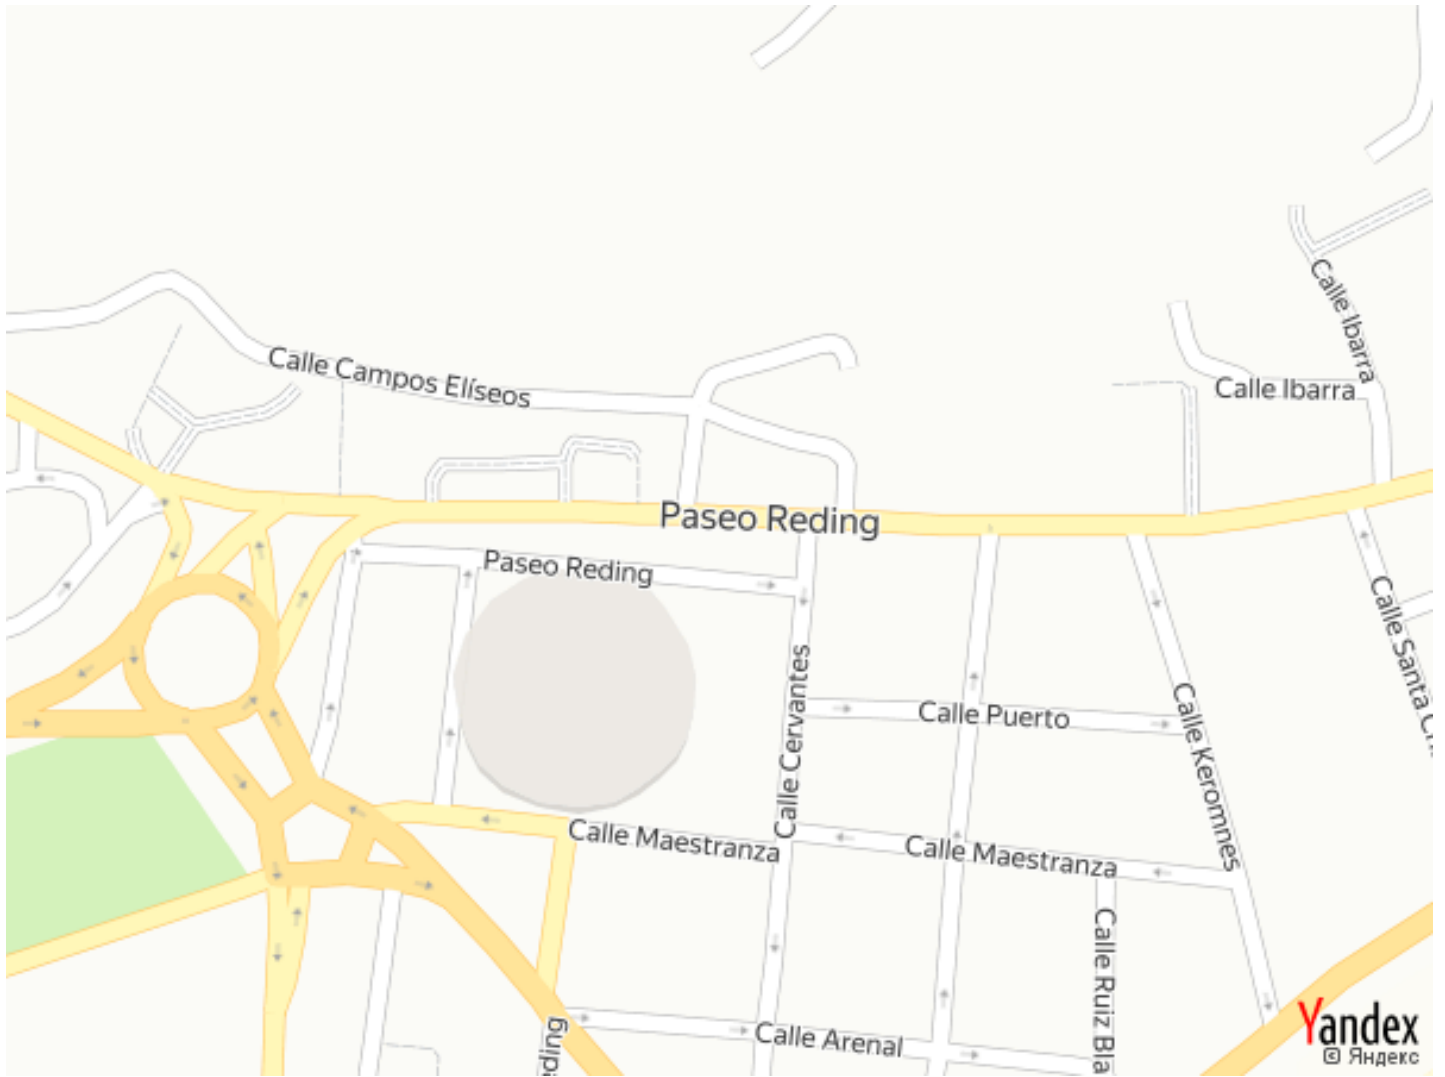 Calle Ibarra
Calle Campos Elíseos
Calle Ibarra
Paseo Reding
Paseo Reding
Calle Santa
Calle Cervantes
Calle Puerto
Calle Keromnes
Calle Maestranza
Calle Maestranza
Calle Ruiz Bla
eding
Calle Arenal
Yandex
© Яндекс